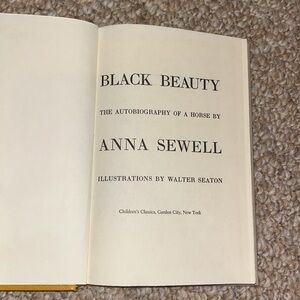 BLACK BEAUTY
THE AUTOBIOGRAPHY OF A HORSE BY
ANNA SEWELL
ILLUSTRATIONS BY WALTER SEATON
Children's Classics, Garden City, New York